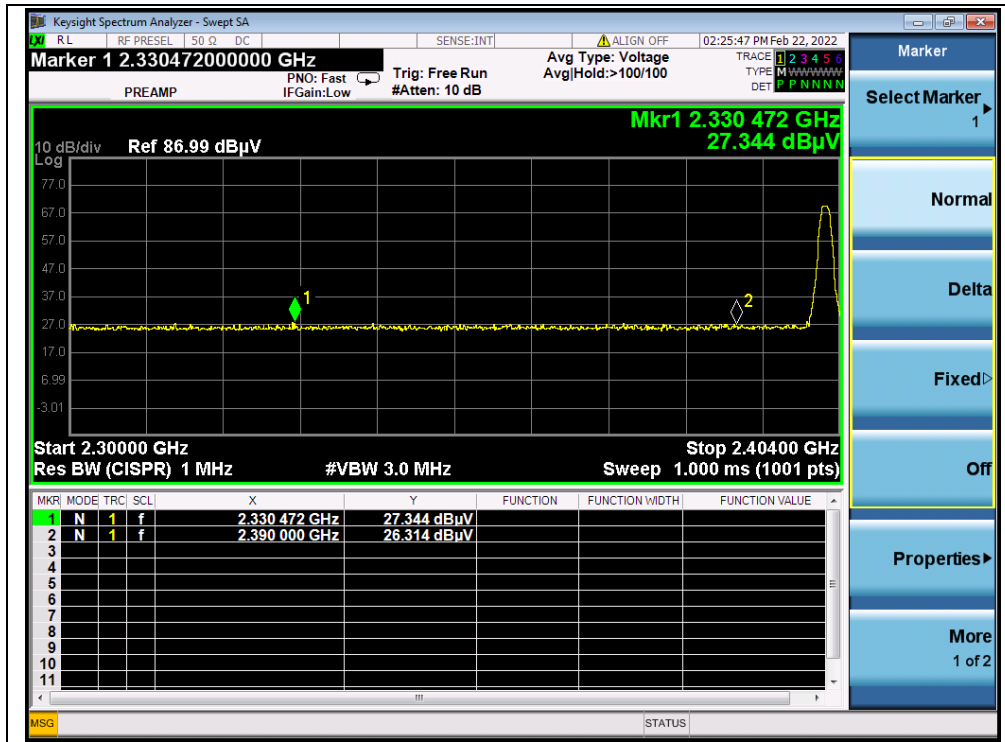 Keysight Spectrum Analyzer - Swept SA
LXI RL RF PRESEL 50 Ω DC SENSE:INT ALIGN OFF 02:25:47 PM Feb 22, 2022
Marker 1 2.330472000000 GHz
PREAMP
PNO: Fast
IFGain:Low
Trig: Free Run
#Atten: 10 dB
Avg Type: Voltage
Avg|Hold:>100/100
TRACE 1 2 3 4 5 6
TYPE M W W W W W
DET P P N N N N
Mkr1 2.330 472 GHz
27.344 dBµV
10 dB/div Ref 86.99 dBµV
Log
77.0
67.0
57.0
47.0
37.0
27.0
17.0
6.99
-3.01
1
2
Start 2.30000 GHz Stop 2.40400 GHz
Res BW (CISPR) 1 MHz #VBW 3.0 MHz Sweep 1.000 ms (1001 pts)
MKR MODE TRC SCL X Y FUNCTION FUNCTION WIDTH FUNCTION VALUE
1 N 1 f 2.330 472 GHz 27.344 dBµV
2 N 1 f 2.390 000 GHz 26.314 dBµV
3
4
5
6
7
8
9
10
11
MSG STATUS
Marker
Select Marker
1
Normal
Delta
Fixed
Off
Properties
More
1 of 2